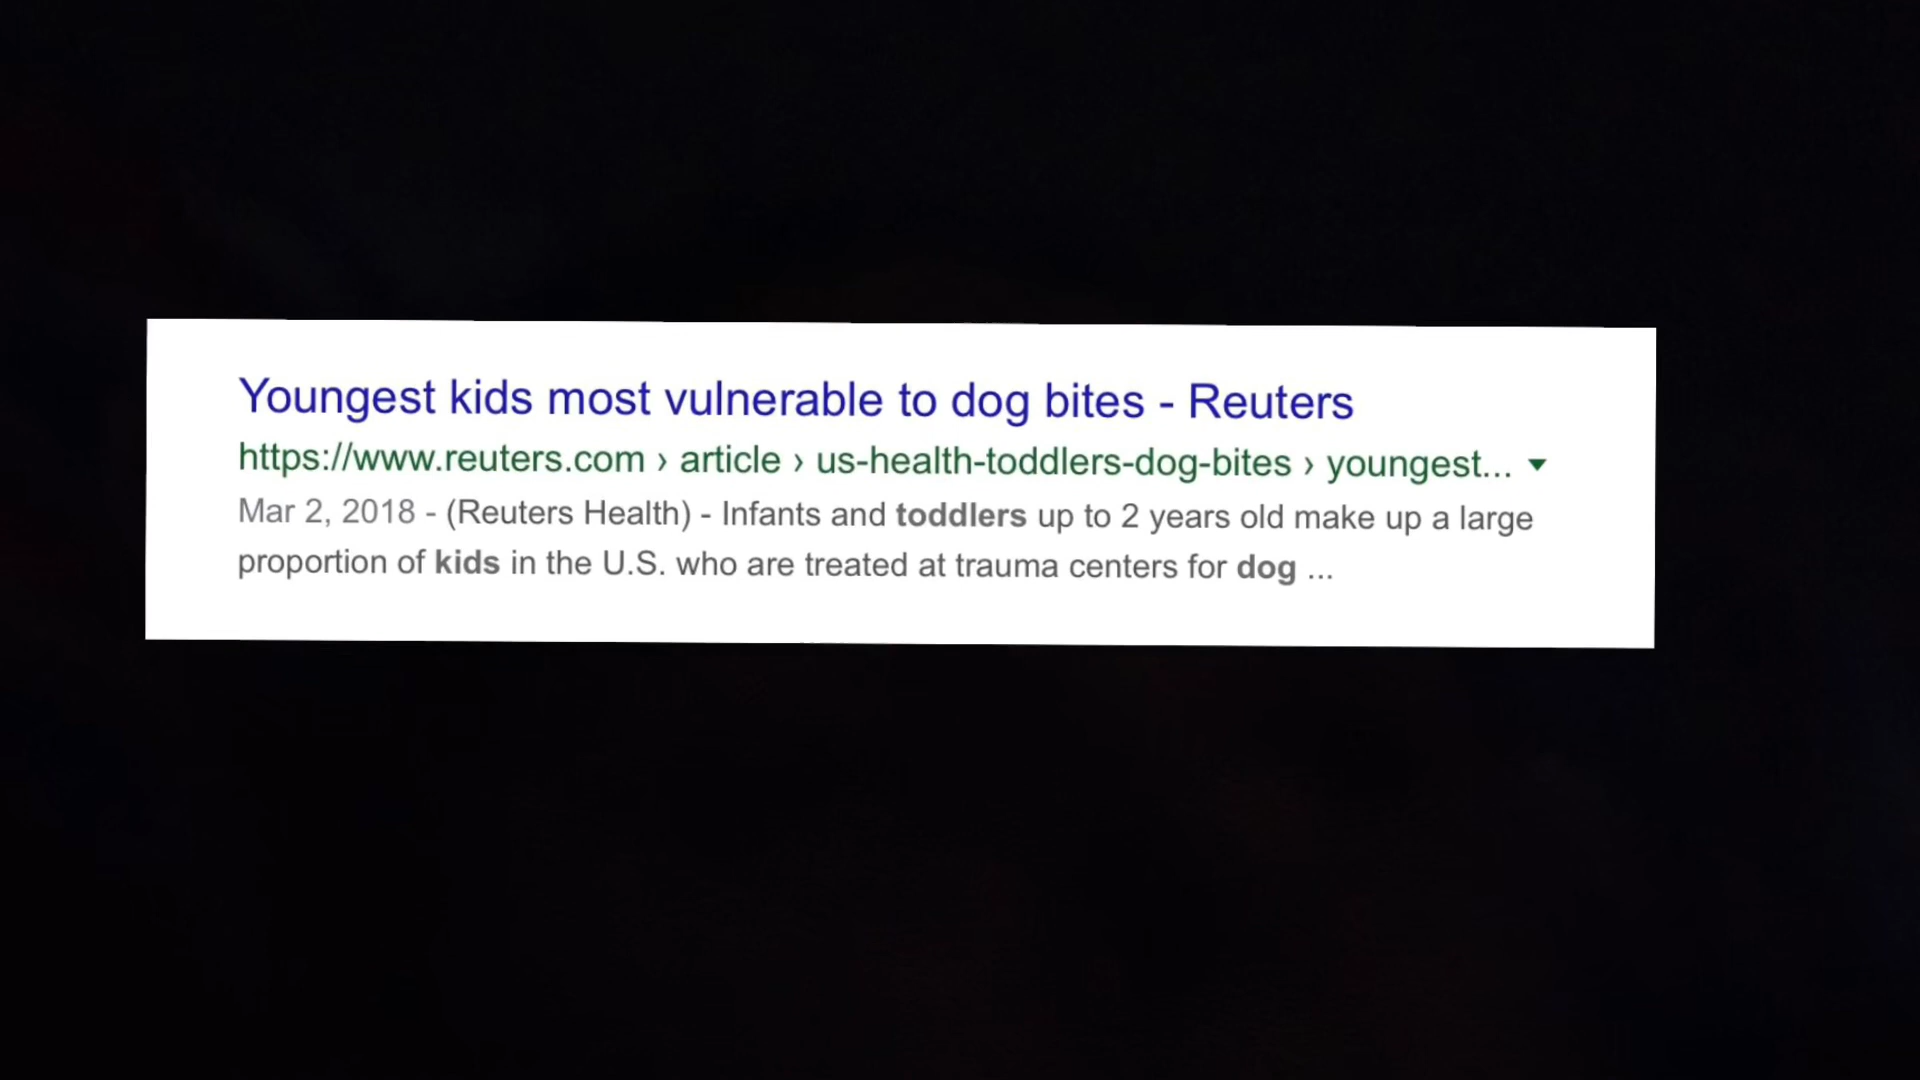 Youngest kids most vulnerable to dog bites - Reuters
https://www.reuters.com › article › us-health-toddlers-dog-bites › youngest... ▼
Mar 2, 2018 - (Reuters Health) - Infants and toddlers up to 2 years old make up a large
proportion of kids in the U.S. who are treated at trauma centers for dog ...